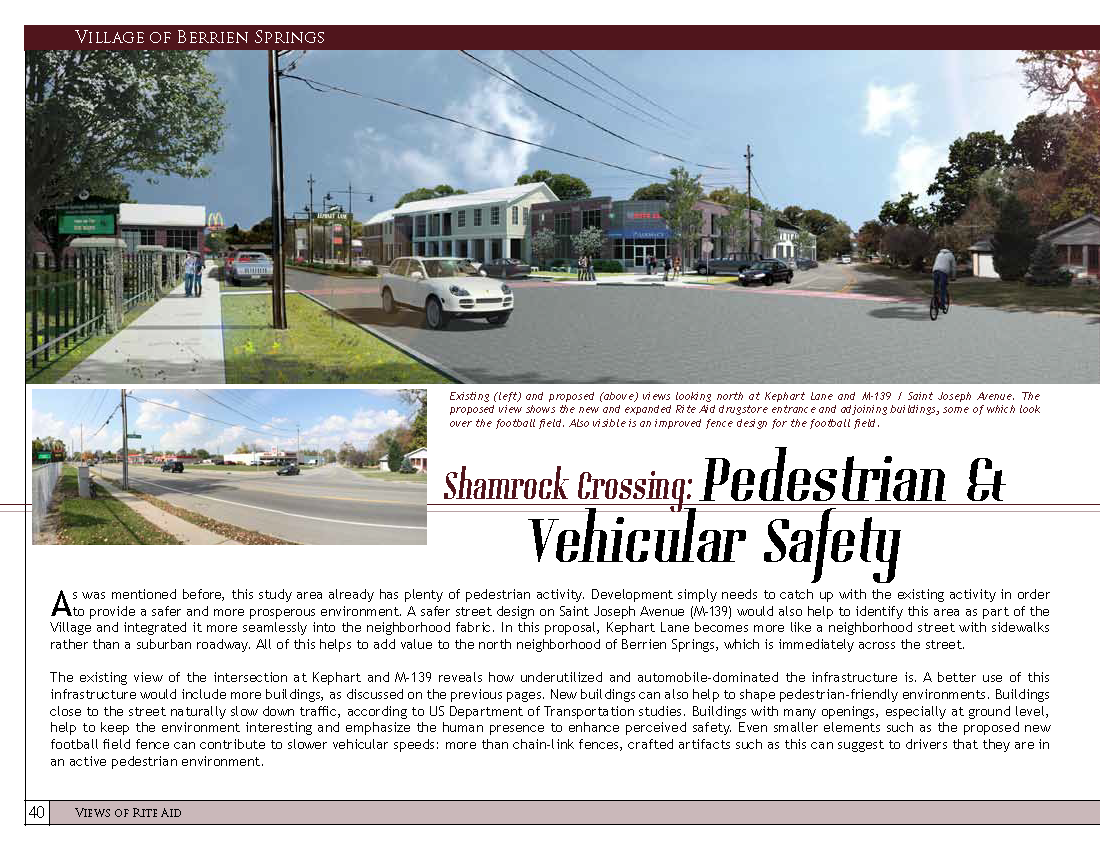 Village of Berrien Springs
KEPHART LANE
Existing (left) and proposed (above) views looking north at Kephart Lane and M-139 / Saint Joseph Avenue. The
proposed view shows the new and expanded Rite Aid drugstore entrance and adjoining buildings, some of which look
over the football field. Also visible is an improved fence design for the football field.
Shamrock Crossing: Pedestrian &
Vehicular Safety
As was mentioned before, this study area already has plenty of pedestrian activity. Development simply needs to catch up with the existing activity in order
to provide a safer and more prosperous environment. A safer street design on Saint Joseph Avenue (M-139) would also help to identify this area as part of the
Village and integrated it more seamlessly into the neighborhood fabric. In this proposal, Kephart Lane becomes more like a neighborhood street with sidewalks
rather than a suburban roadway. All of this helps to add value to the north neighborhood of Berrien Springs, which is immediately across the street.
The existing view of the intersection at Kephart and M-139 reveals how underutilized and automobile-dominated the infrastructure is. A better use of this
infrastructure would include more buildings, as discussed on the previous pages. New buildings can also help to shape pedestrian-friendly environments. Buildings
close to the street naturally slow down traffic, according to US Department of Transportation studies. Buildings with many openings, especially at ground level,
help to keep the environment interesting and emphasize the human presence to enhance perceived safety. Even smaller elements such as the proposed new
football field fence can contribute to slower vehicular speeds: more than chain-link fences, crafted artifacts such as this can suggest to drivers that they are in
an active pedestrian environment.
40
Views of Rite Aid